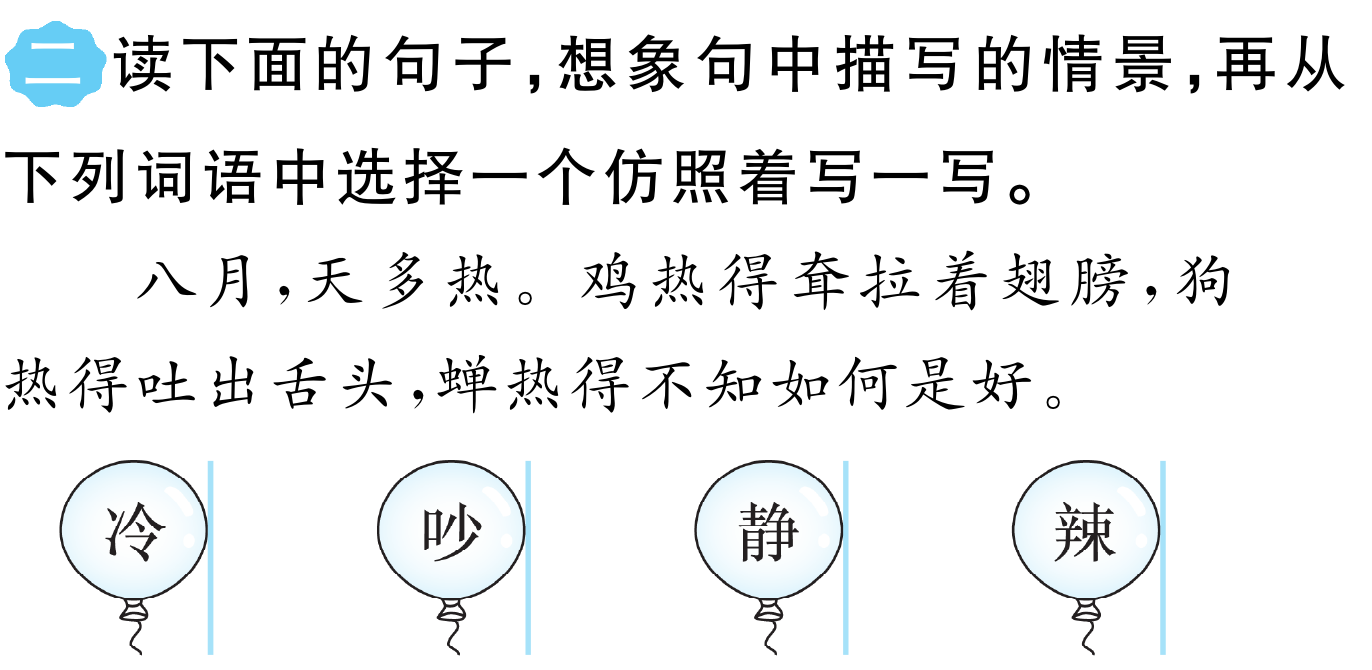 二 读下面的句子,想象句中描写的情景,再从
下列词语中选择一个仿照着写一写。
八月,天多热。鸡热得耷拉着翅膀,狗
热得吐出舌头,蝉热得不知如何是好。
冷 吵 静 辣